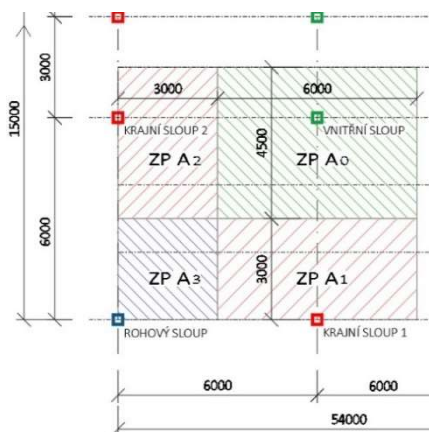 3000
15000
3000
6000
KRAJNÍ SLOUP 2
VNITŘNÍ SLOUP
ZP A2
4500
ZP A0
6000
ZP A3
3000
ZP A1
ROHOVÝ SLOUP
KRAJNÍ SLOUP 1
6000
6000
54000